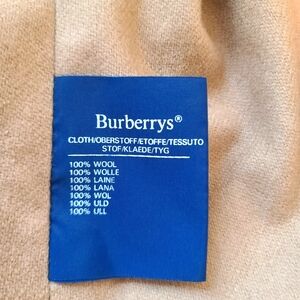 Burberrys®
CLOTH/OBERSTOFF/ETOFFE/TESSUTO
STOF/KLAEDE/TYG
100% WOOL
100% WOLLE
100% LAINE
100% LANA
100% WOL
100% ULD
100% ULL